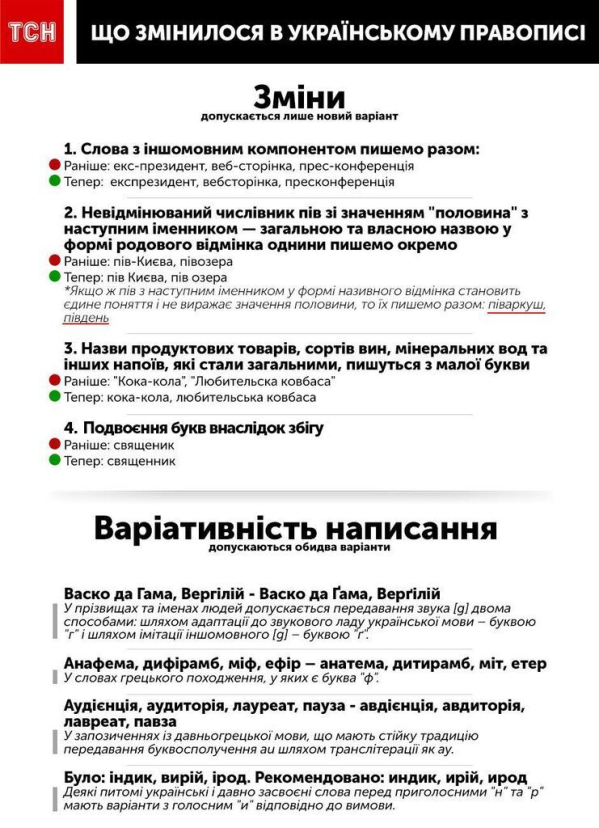 ТСН
ЩО ЗМІНИЛОСЯ В УКРАЇНСЬКОМУ ПРАВОПИСІ
Зміни
допускається лише новий варіант
1. Слова з іншомовним компонентом пишемо разом:
Раніше: екс-президент, веб-сторінка, прес-конференція
Тепер: експрезидент, вебсторінка, пресконференція
2. Невідмінюваний числівник пів зі значенням "половина" з
наступним іменником — загальною та власною назвою у
формі родового відмінка однини пишемо окремо
Раніше: пів-Києва, півозера
Тепер: пів Києва, пів озера
*Якщо ж пів з наступним іменником у формі називного відмінка становить
єдине поняття і не виражає значення половини, то їх пишемо разом: піваркуш,
південь
3. Назви продуктових товарів, сортів вин, мінеральних вод та
інших напоїв, які стали загальними, пишуться з малої букви
Раніше: "Кока-кола", "Любительска ковбаса"
Тепер: кока-кола, любительська ковбаса
4. Подвоєння букв внаслідок збігу
Раніше: священик
Тепер: священник
Варіативність написання
допускаються обидва варіанти
Васко да Гама, Вергілій - Васко да Ґама, Верґілій
У прізвищах та іменах людей допускається передавання звука [g] двома
способами: шляхом адаптації до звукового ладу української мови – буквою
"г" і шляхом імітації іншомовного [g] – буквою "ґ".
Анафема, дифірамб, міф, ефір – анатема, дитирамб, міт, етер
У словах грецького походження, у яких є буква "ф".
Аудієнція, аудиторія, лауреат, пауза - авдієнція, авдиторія,
лавреат, павза
У запозиченнях із давньогрецької мови, що мають стійку традицію
передавання буквосполучення au шляхом транслітерації як ау.
Було: індик, вирій, ірод. Рекомендовано: индик, ирій, ирод
Деякі питомі українські і давно засвоєні слова перед приголосними "н" та "р"
мають варіанти з голосним "и" відповідно до вимови.